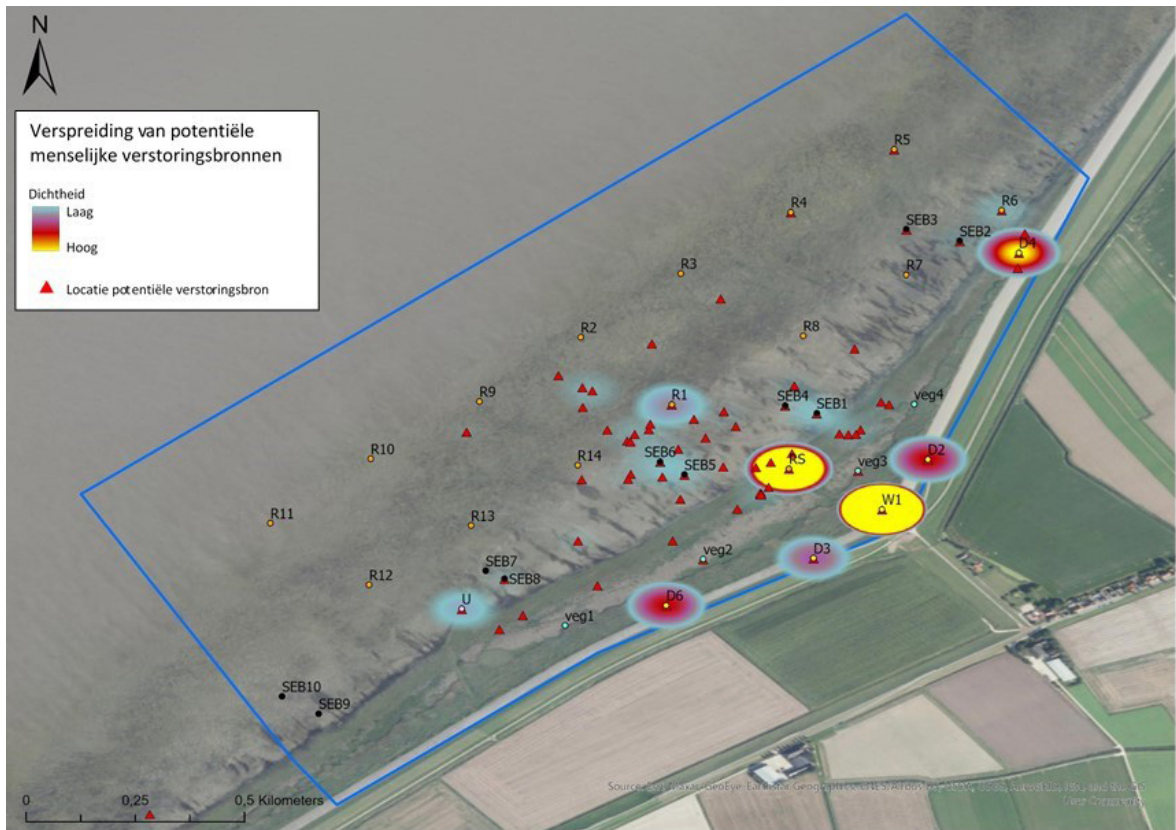 N
Verspreiding van potentiële
menselijke verstoringsbronnen
Dichtheid
Laag
Hoog
Locatie potentiële verstoringsbron
R5
R4
R6
SEB3
SEB2
D4
R3
R7
R2
R8
R9
R1
SEB4
SEB1
veg4
R10
R14
SEB6
SEB5
RS
veg3
D2
R11
R13
W1
SEB7
SEB8
veg2
D3
R12
U
D6
veg1
SEB10
SEB9
0
0,25
0,5 Kilometers
User Community